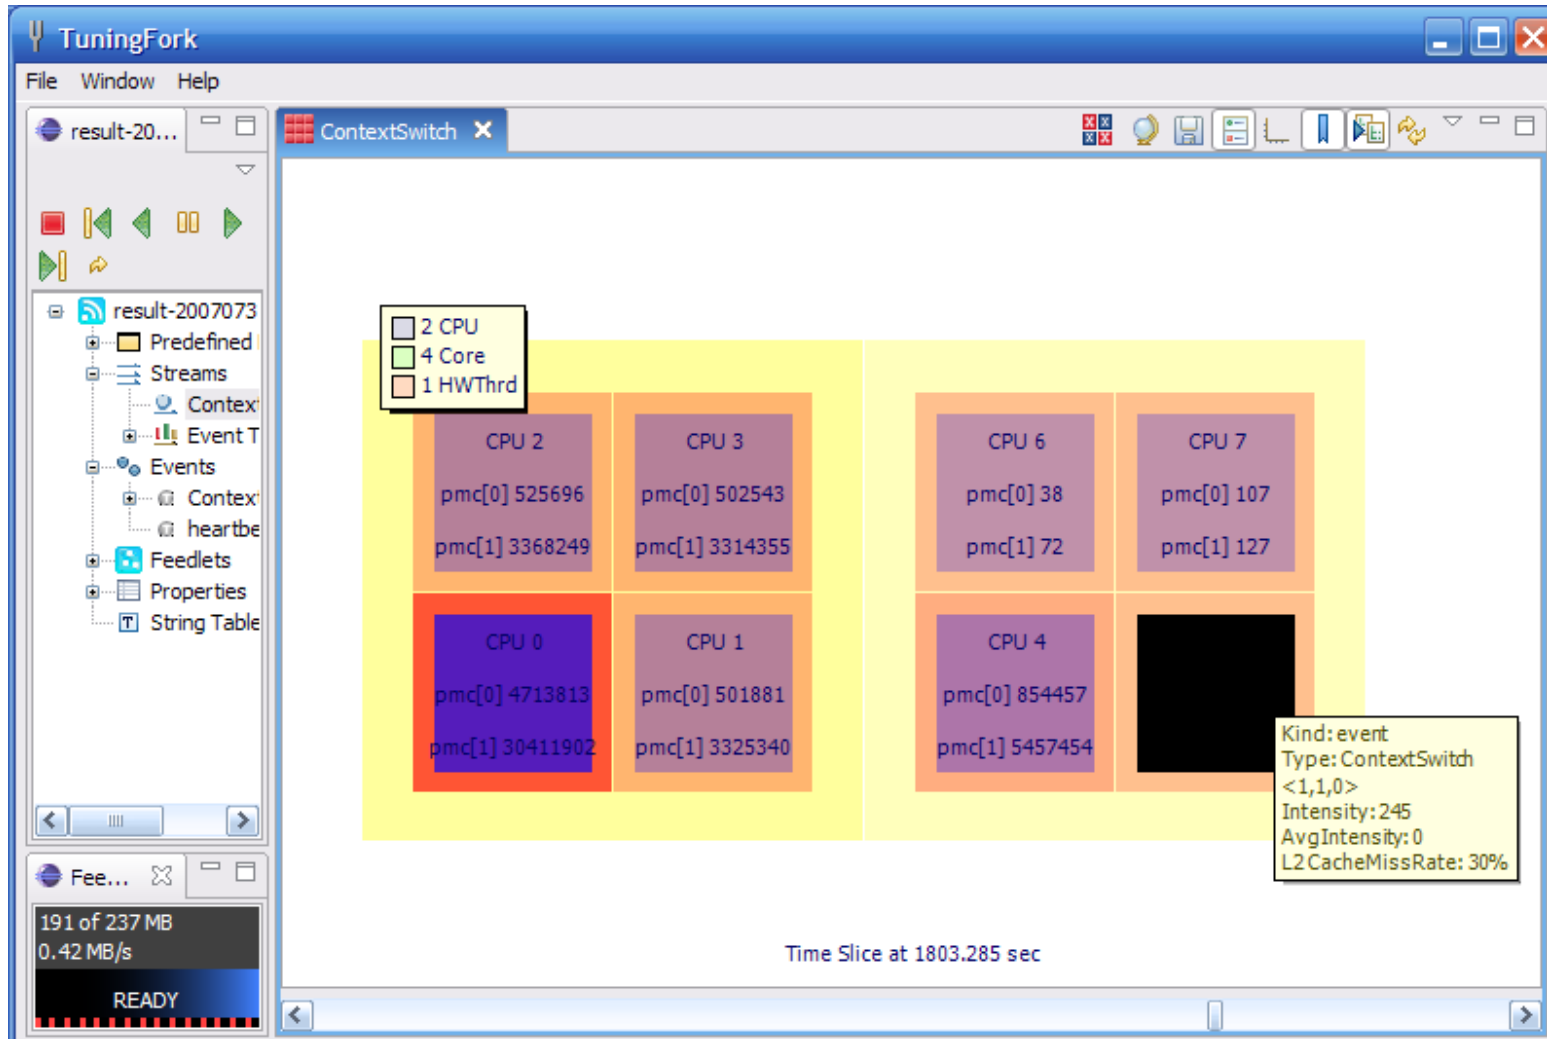 TuningFork
File Window Help
result-20...
ContextSwitch
result-2007073
Predefined
Streams
Contex
Event T
Events
Contex
heartbe
Feedlets
Properties
T String Table
2 CPU
4 Core
1 HWThrd
CPU 2
pmc[0] 525696
pmc[1] 3368249
CPU 3
pmc[0] 502543
pmc[1] 3314355
CPU 6
pmc[0] 38
pmc[1] 72
CPU 7
pmc[0] 107
pmc[1] 127
CPU 0
pmc[0] 4713813
pmc[1] 30411902
CPU 1
pmc[0] 501881
pmc[1] 3325340
CPU 4
pmc[0] 854457
pmc[1] 5457454
Kind: event
Type: ContextSwitch
<1,1,0>
Intensity: 245
AvgIntensity: 0
L2CacheMissRate: 30%
Time Slice at 1803.285 sec
Fee...
191 of 237 MB
0.42 MB/s
READY